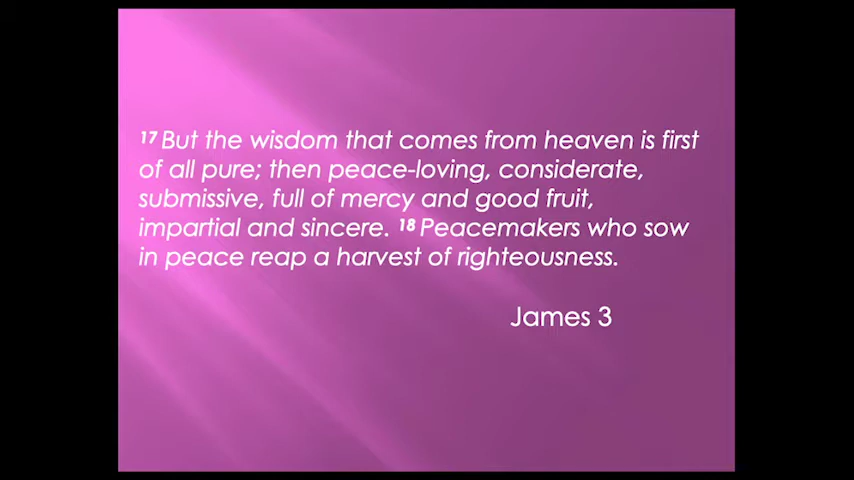 17 But the wisdom that comes from heaven is first
of all pure; then peace-loving, considerate,
submissive, full of mercy and good fruit,
impartial and sincere. 18 Peacemakers who sow
in peace reap a harvest of righteousness.
James 3